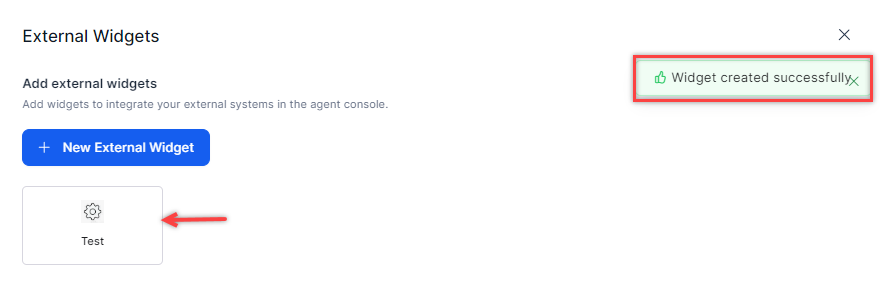 External Widgets
Widget created successfully
Add external widgets
Add widgets to integrate your external systems in the agent console.
New External Widget
Test